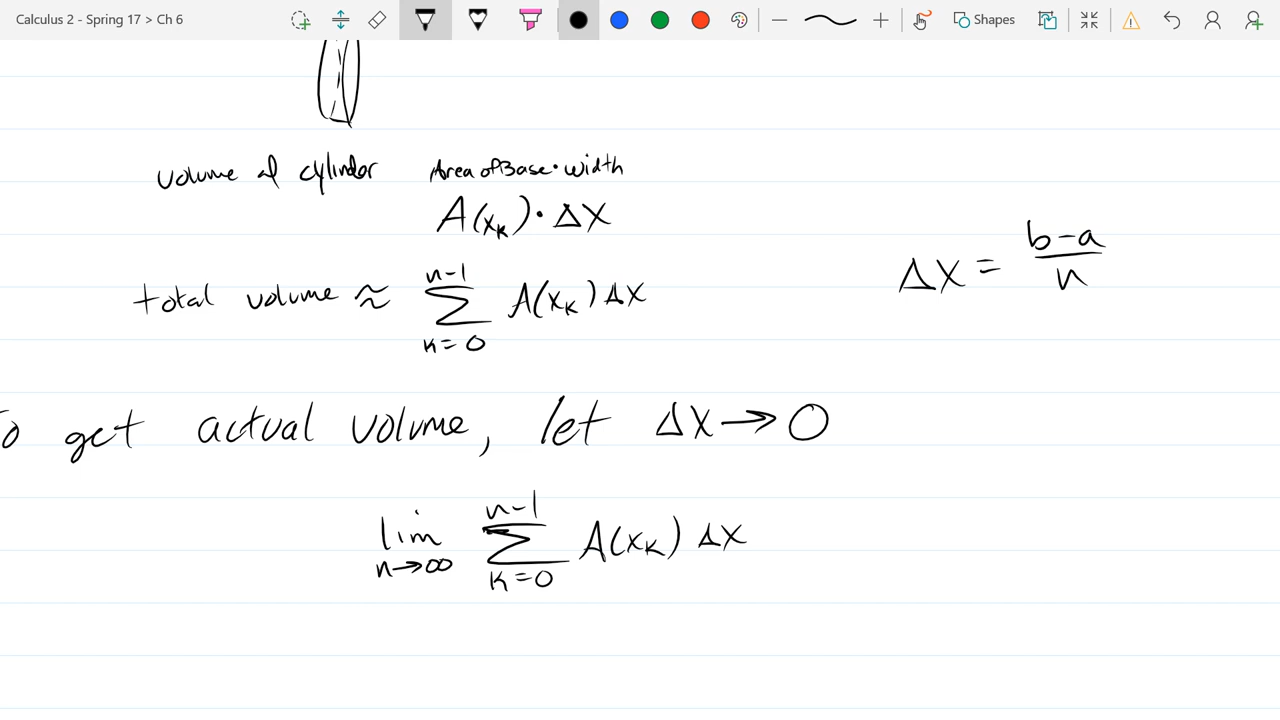 Calculus 2 - Spring 17 > Ch 6
Shapes
volume of cylinder Area of Base • width
A(xₖ) • Δx
Δx = b-a / n
total volume ≈ n-1 ∑ k=0 A(xₖ) Δx
To get actual volume, let Δx → 0
lim n→∞ n-1 ∑ k=0 A(xₖ) Δx